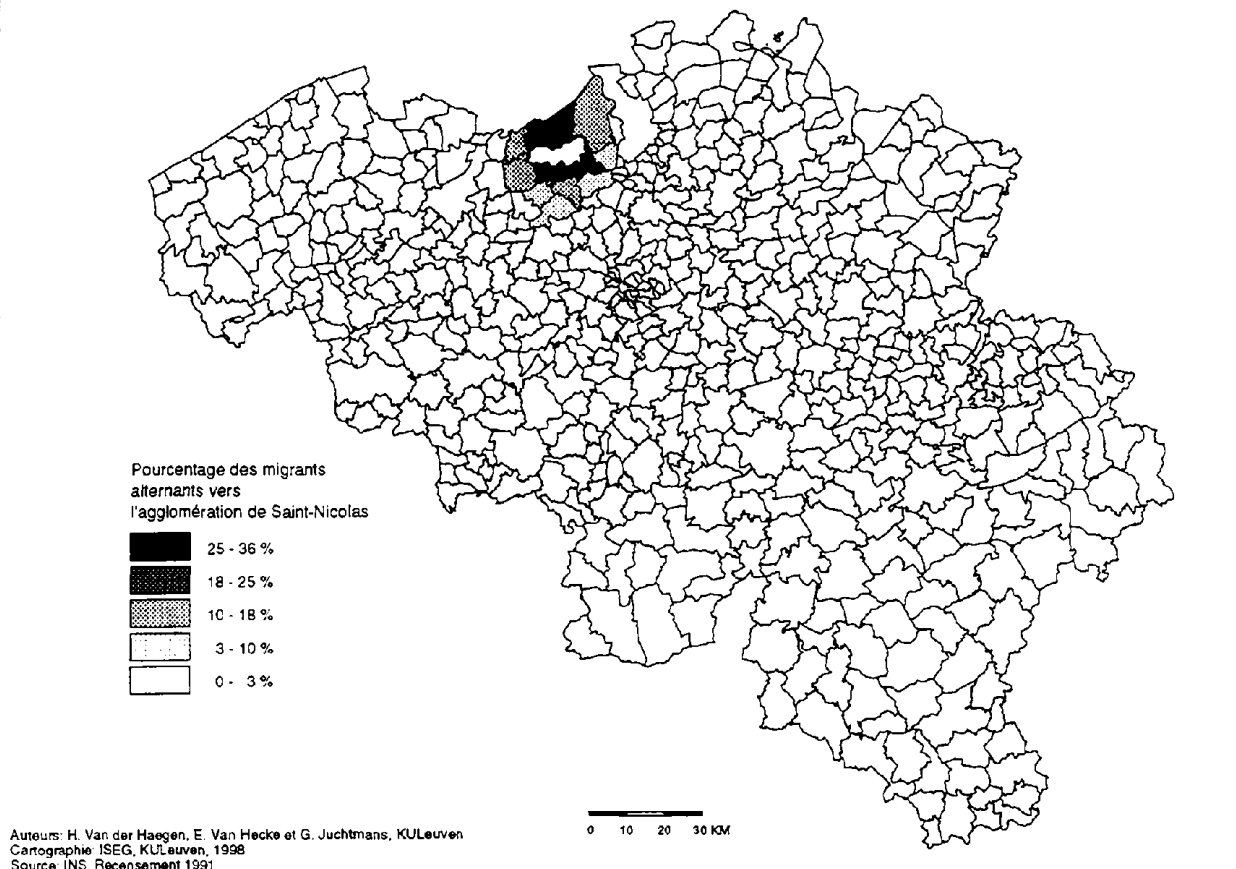 Pourcentage des migrants
alternants vers
l'agglomération de Saint-Nicolas
25 - 36 %
18 - 25 %
10 - 18 %
3 - 10 %
0 - 3 %
0 10 20 30 KM
Auteurs: H. Van der Haegen, E. Van Hecke et G. Juchtmans, KULeuven
Cartographie ISEG, KULeuven, 1998
Source: INS, Recensement 1991